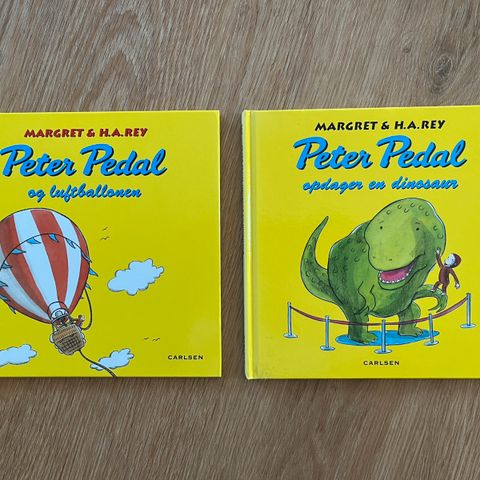 MARGRET & H.A.REY
Peter Pedal
og luftballonen
CARLSEN
MARGRET & H.A.REY
Peter Pedal
opdager en dinosaur
CARLSEN